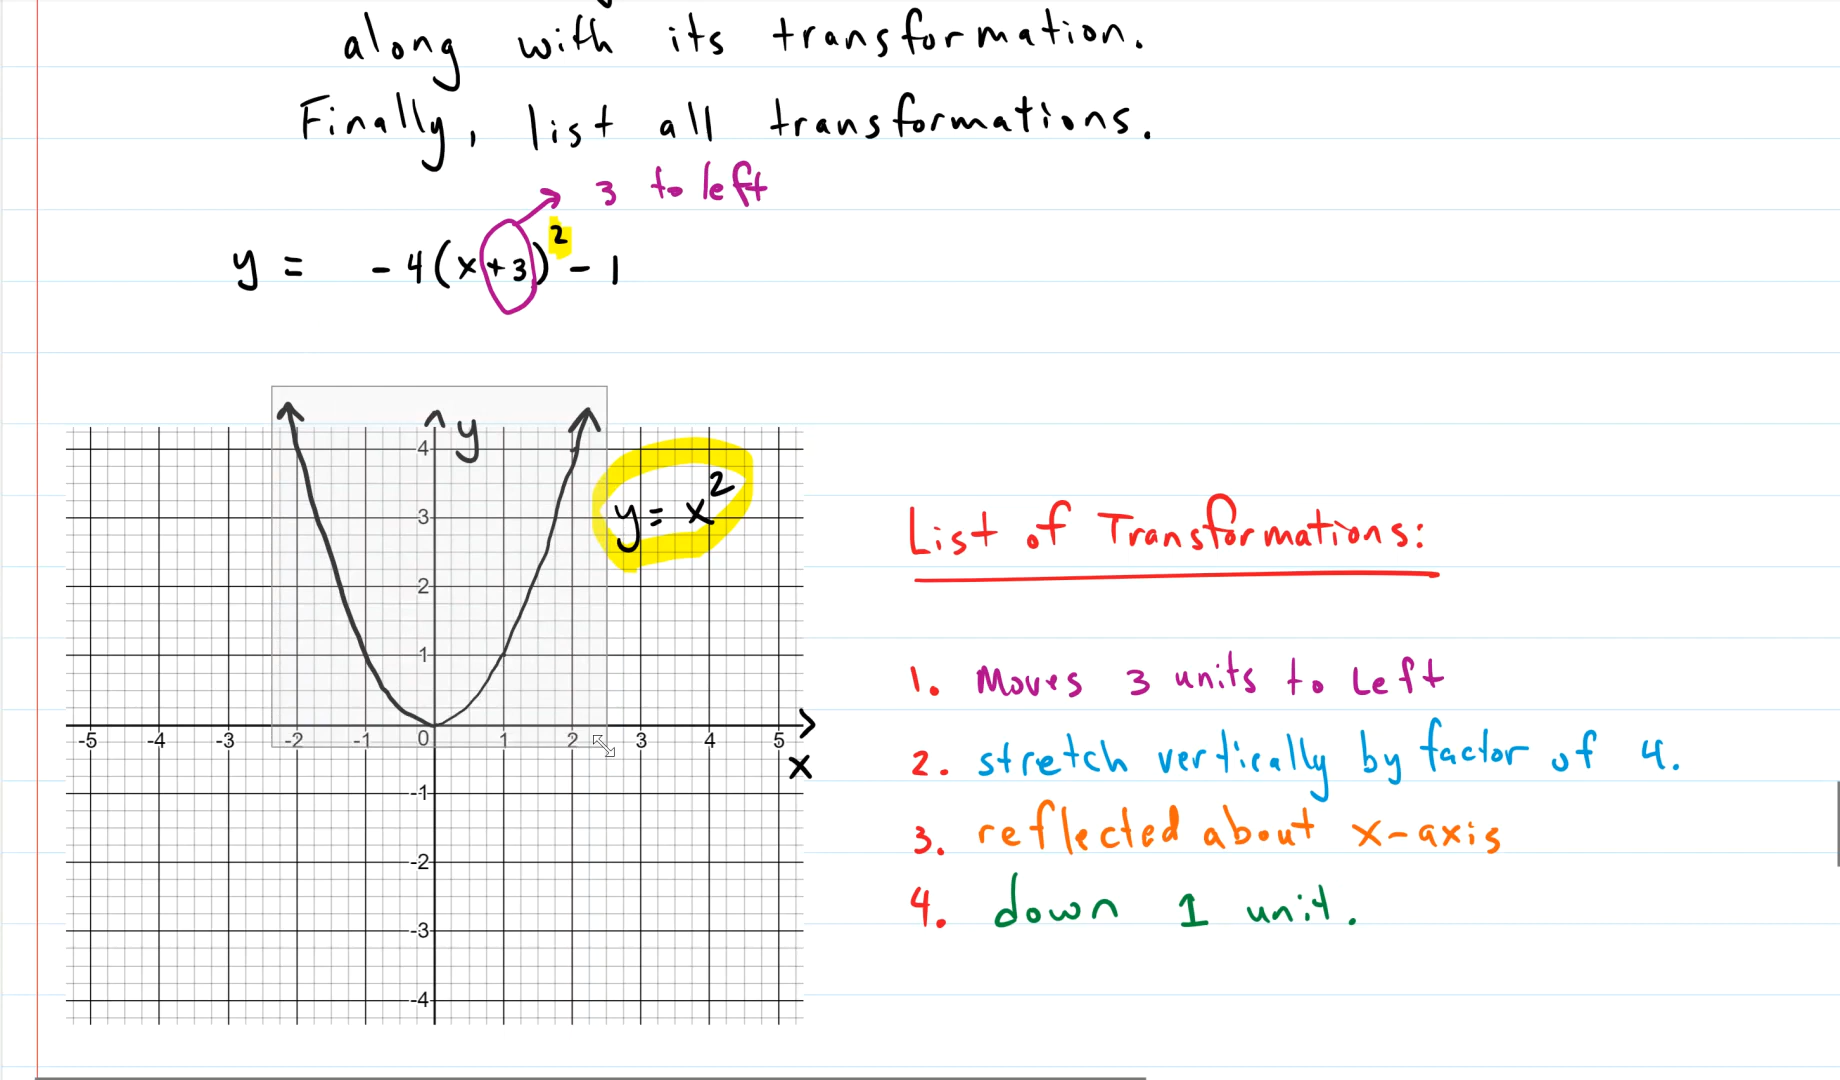 along with its transformation.
Finally, list all transformations.
3 to left
y = -4(x+3)² - 1
y
4
y = x²
3
2
1
-5 -4 -3 -2 -1 0 1 2 3 4 5
x
-1
-2
-3
-4
List of Transformations:
1. Moves 3 units to Left
2. stretch vertically by factor of 4.
3. reflected about x-axis
4. down 1 unit.